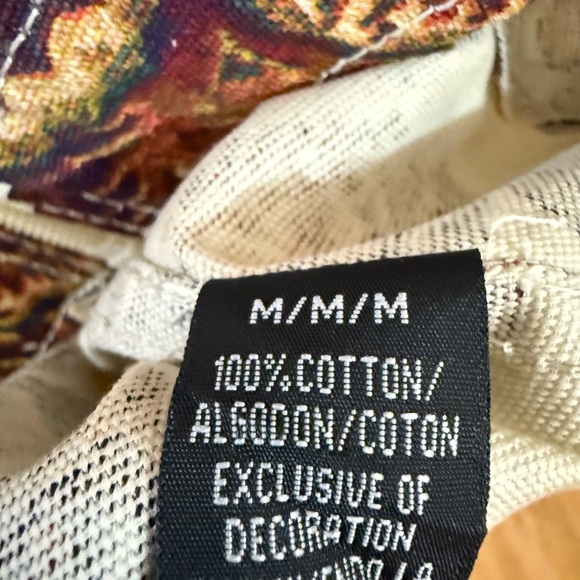 M/M/M
100% COTTON/
ALGODON/COTON
EXCLUSIVE OF
DECORATION